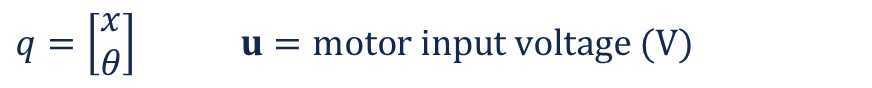 q = [x θ] u = motor input voltage (V)